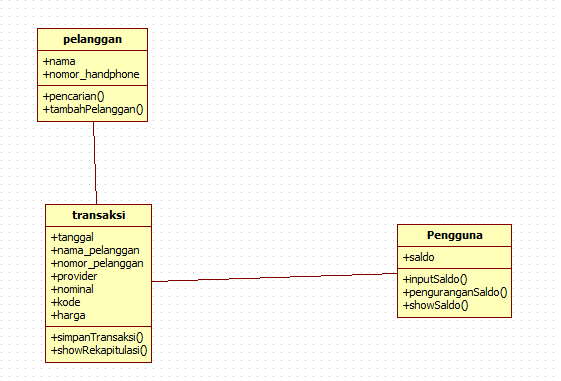 pelanggan
+nama
+nomor_handphone
+pencarian()
+tambahPelanggan()
transaksi
+tanggal
+nama_pelanggan
+nomor_pelanggan
+provider
+nominal
+kode
+harga
+simpanTransaksi()
+showRekapitulasi()
Pengguna
+saldo
+inputSaldo()
+penguranganSaldo()
+showSaldo()